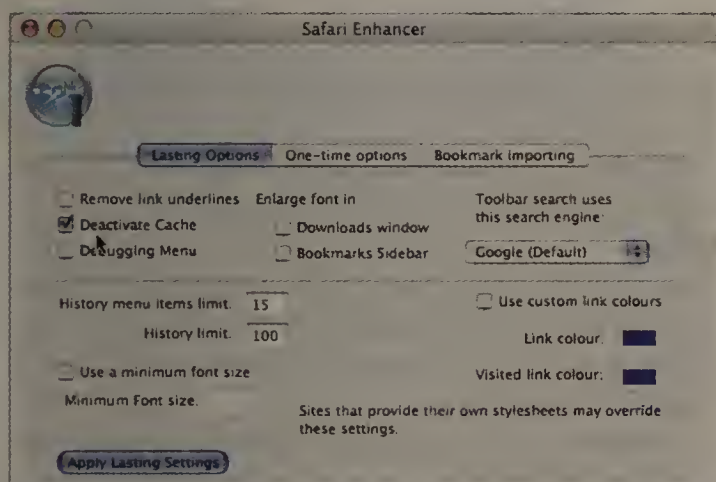 Safari Enhancer
Lasting Options One-time options Bookmark Importing
Remove link underlines
Deactivate Cache
Debugging Menu
Enlarge font in
Downloads window
Bookmarks Sidebar
Toolbar search uses
this search engine:
Google (Default)
History menu items limit. 15
History limit. 100
Use a minimum font size
Minimum Font size.
Use custom link colours
Link colour:
Visited link colour:
Sites that provide their own stylesheets may override
these settings.
Apply Lasting Settings